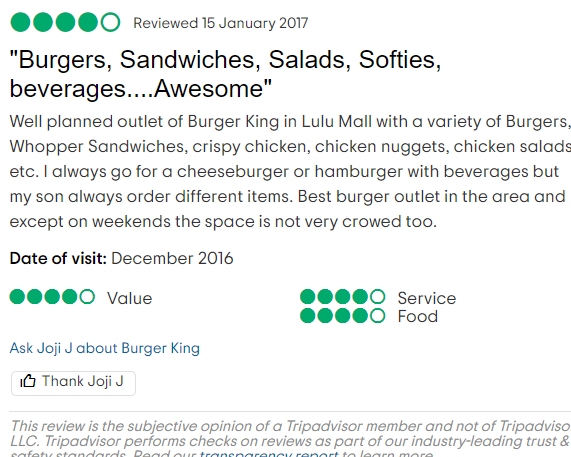 Reviewed 15 January 2017
"Burgers, Sandwiches, Salads, Softies,
beverages....Awesome"
Well planned outlet of Burger King in Lulu Mall with a variety of Burgers,
Whopper Sandwiches, crispy chicken, chicken nuggets, chicken salads
etc. I always go for a cheeseburger or hamburger with beverages but
my son always order different items. Best burger outlet in the area and
except on weekends the space is not very crowed too.
Date of visit: December 2016
Value
Service
Food
Ask Joji J about Burger King
Thank Joji J
This review is the subjective opinion of a Tripadvisor member and not of Tripadviso
LLC. Tripadvisor performs checks on reviews as part of our industry-leading trust &
safety standards. Read our transparency report to learn more.